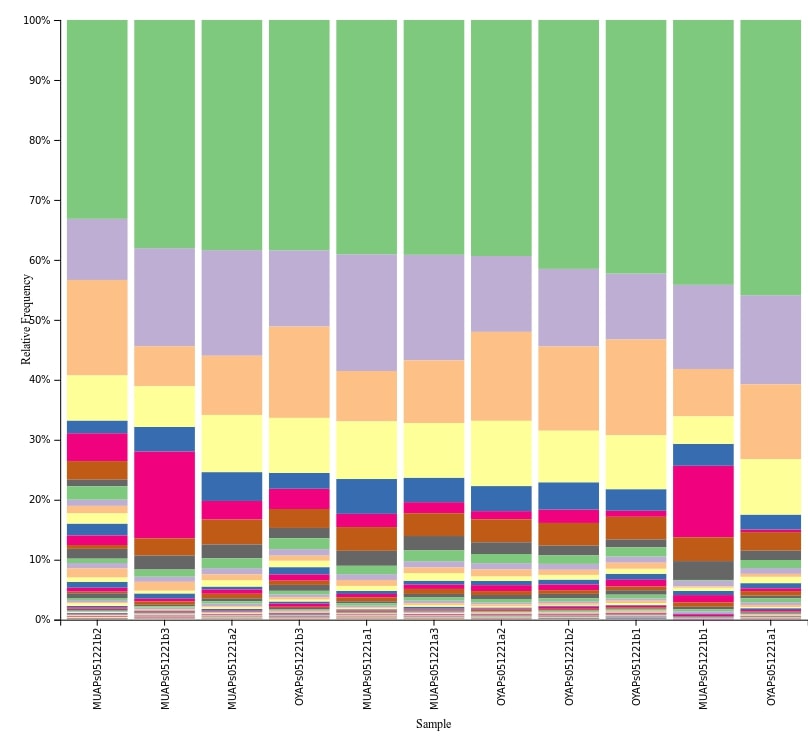 100%
90%
80%
70%
60%
50%
40%
30%
20%
10%
0%
Relative Frequency
MUAPs051221b2
MUAPs051221b3
MUAPs051221a2
OYAPs051221b3
MUAPs051221a1
MUAPs051221a3
OYAPs051221a2
OYAPs051221b2
OYAPs051221b1
MUAPs051221b1
OYAPs051221a1
Sample